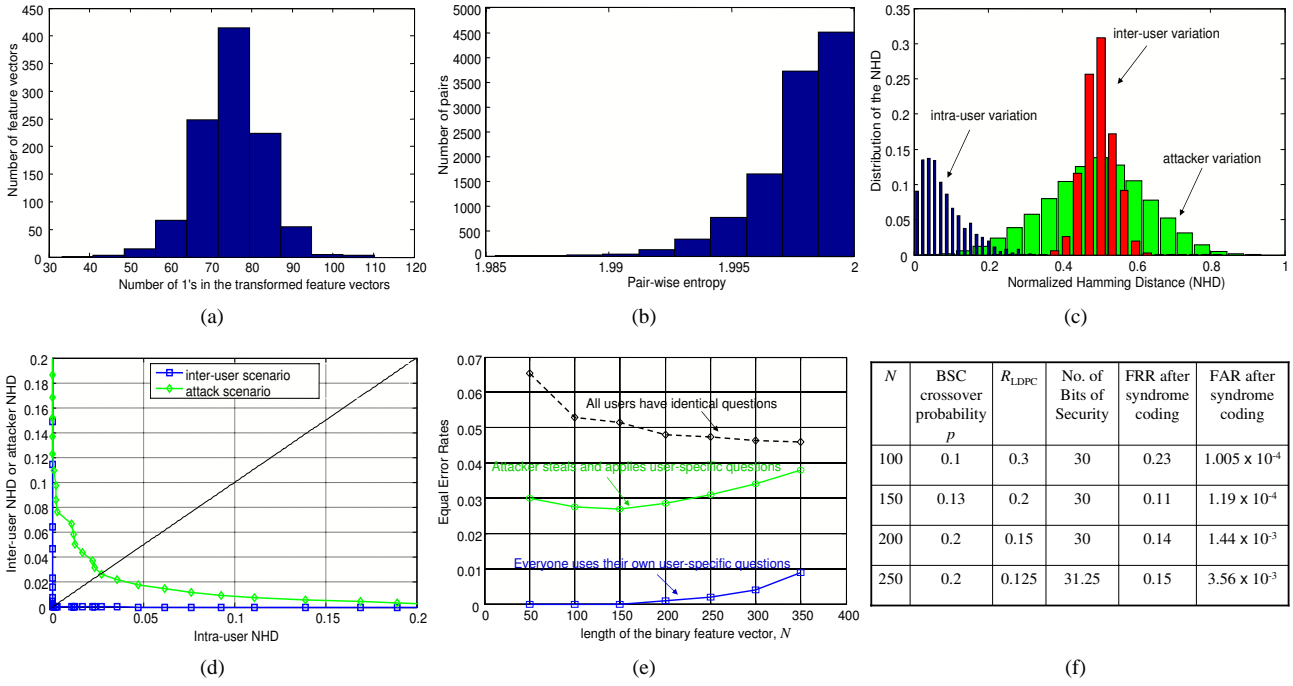 450
400
350
300
250
200
150
100
50
0
30 40 50 60 70 80 90 100 110 120
Number of feature vectors
Number of 1's in the transformed feature vectors
(a)
5000
4500
4000
3500
3000
2500
2000
1500
1000
500
0
1.985 1.99 1.995 2
Number of pairs
Pair-wise entropy
(b)
0.35
0.3
0.25
0.2
0.15
0.1
0.05
0
0 0.2 0.4 0.6 0.8 1
Distribution of the NHD
inter-user variation
intra-user variation
attacker variation
Normalized Hamming Distance (NHD)
(c)
0.2
0.18
0.16
0.14
0.12
0.1
0.08
0.06
0.04
0.02
0
0 0.05 0.1 0.15 0.2
Inter-user NHD or attacker NHD
inter-user scenario
attack scenario
Intra-user NHD
(d)
0.07
0.06
0.05
0.04
0.03
0.02
0.01
0
0 50 100 150 200 250 300 350 400
Equal Error Rates
All users have identical questions
Attacker steals and applies user-specific questions
Everyone uses their own user-specific questions
length of the binary feature vector, N
(e)
N BSC crossover probability p R_LDPC No. of Bits of Security FRR after syndrome coding FAR after syndrome coding
100 0.1 0.3 30 0.23 1.005 x 10^-4
150 0.13 0.2 30 0.11 1.19 x 10^-4
200 0.2 0.15 30 0.14 1.44 x 10^-3
250 0.2 0.125 31.25 0.15 3.56 x 10^-3
(f)